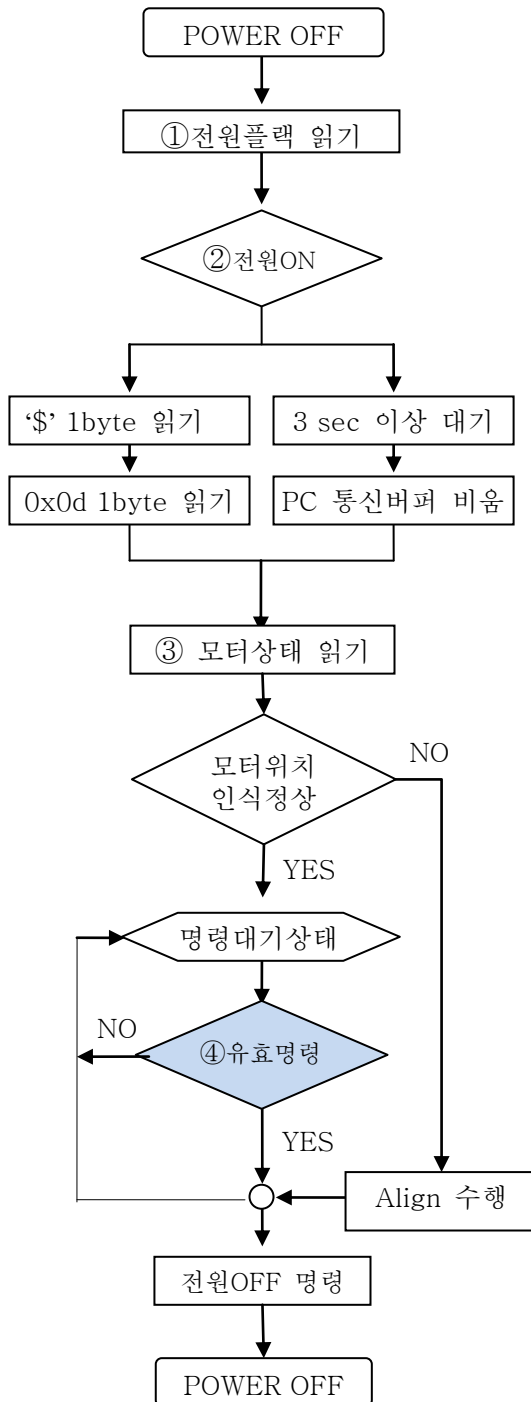 POWER OFF
①전원플랙 읽기
②전원ON
‘$’ 1byte 읽기
3 sec 이상 대기
0x0d 1byte 읽기
PC 통신버퍼 비움
③ 모터상태 읽기
모터위치
인식정상
NO
YES
명령대기상태
NO
④유효명령
YES
Align 수행
전원OFF 명령
POWER OFF